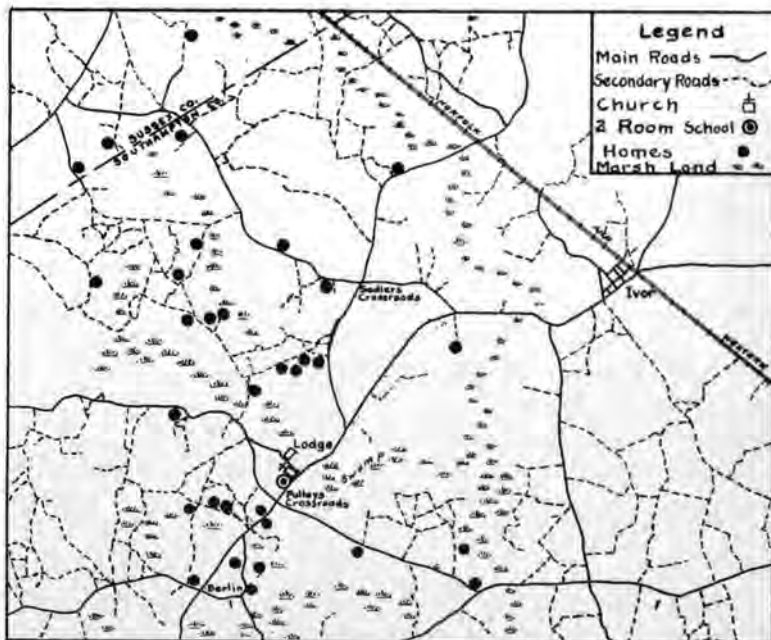 Legend
Main Roads
Secondary Roads
Church
2 Room School
Homes
Marsh Land
SUSSEX CO.
SOUTHAMPTON CO.
NORFOLK
Sadlers
Crossroads
Ivor
WESTERN
Lodge
SWAMP
Pulleys
Crossroads
Berlin